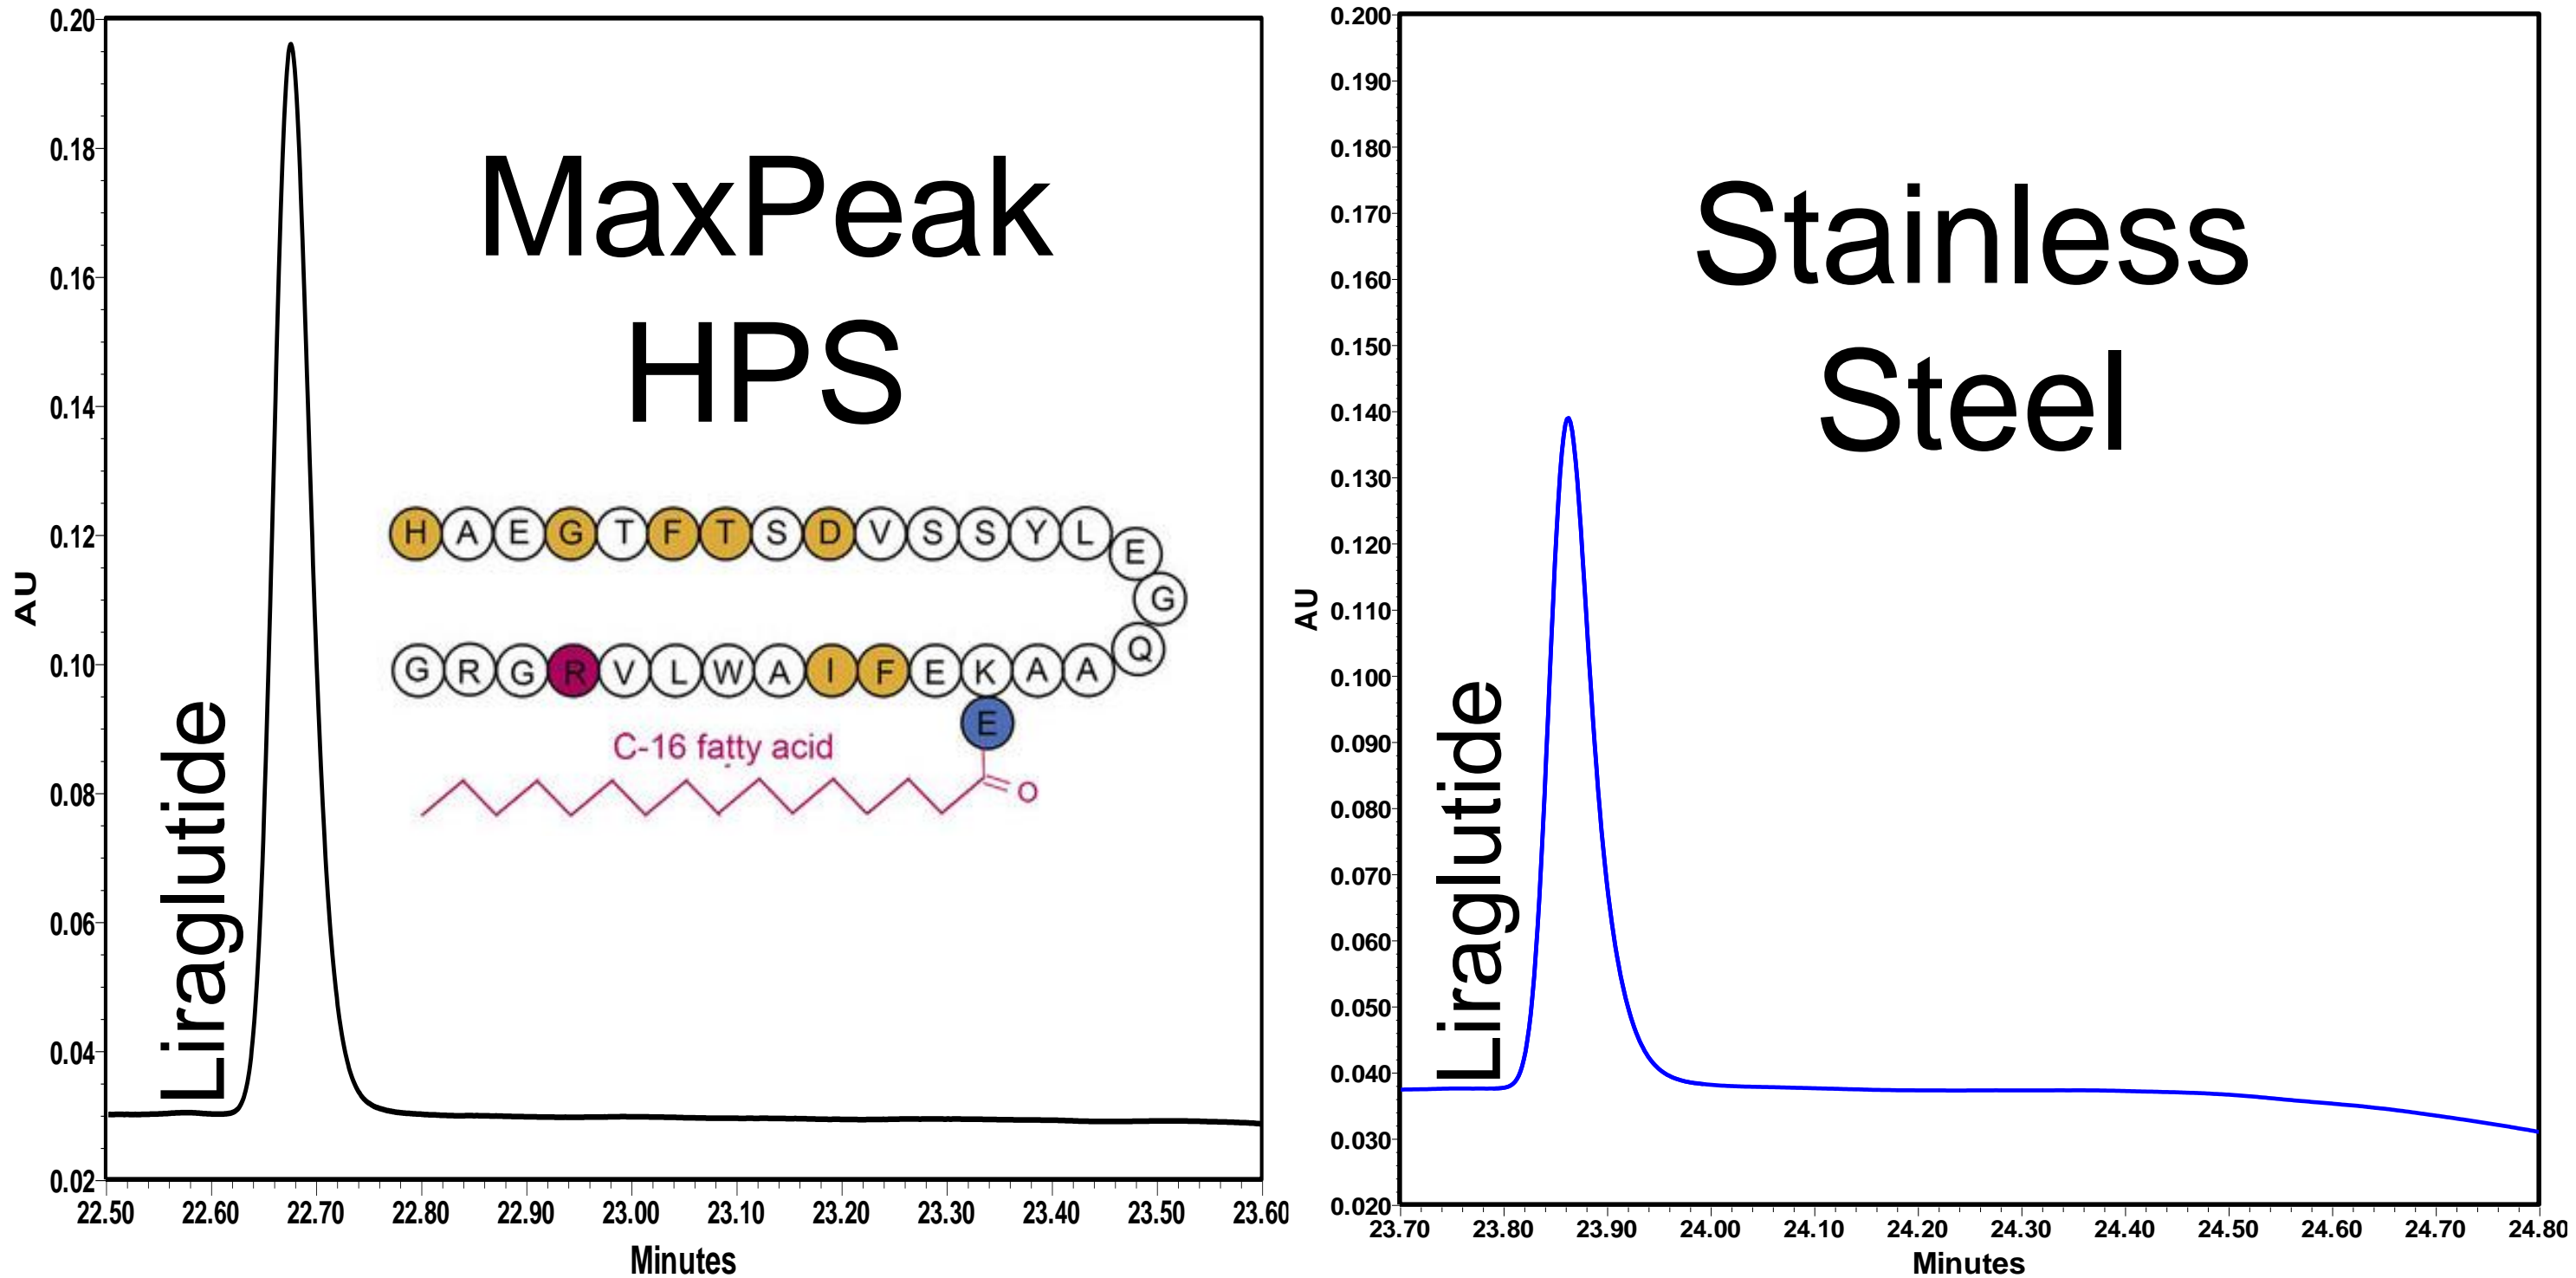 0.20
0.18
0.16
0.14
0.12
0.10
0.08
0.06
0.04
0.02
AU
22.50 22.60 22.70 22.80 22.90 23.00 23.10 23.20 23.30 23.40 23.50 23.60
Minutes
Liraglutide
MaxPeak
HPS
H A E G T F T S D V S S Y L
E
G
Q
G R G R V L W A I F E K A A
E
C-16 fatty acid
O
0.200
0.190
0.180
0.170
0.160
0.150
0.140
0.130
0.120
0.110
0.100
0.090
0.080
0.070
0.060
0.050
0.040
0.030
0.020
AU
23.70 23.80 23.90 24.00 24.10 24.20 24.30 24.40 24.50 24.60 24.70 24.80
Minutes
Liraglutide
Stainless
Steel